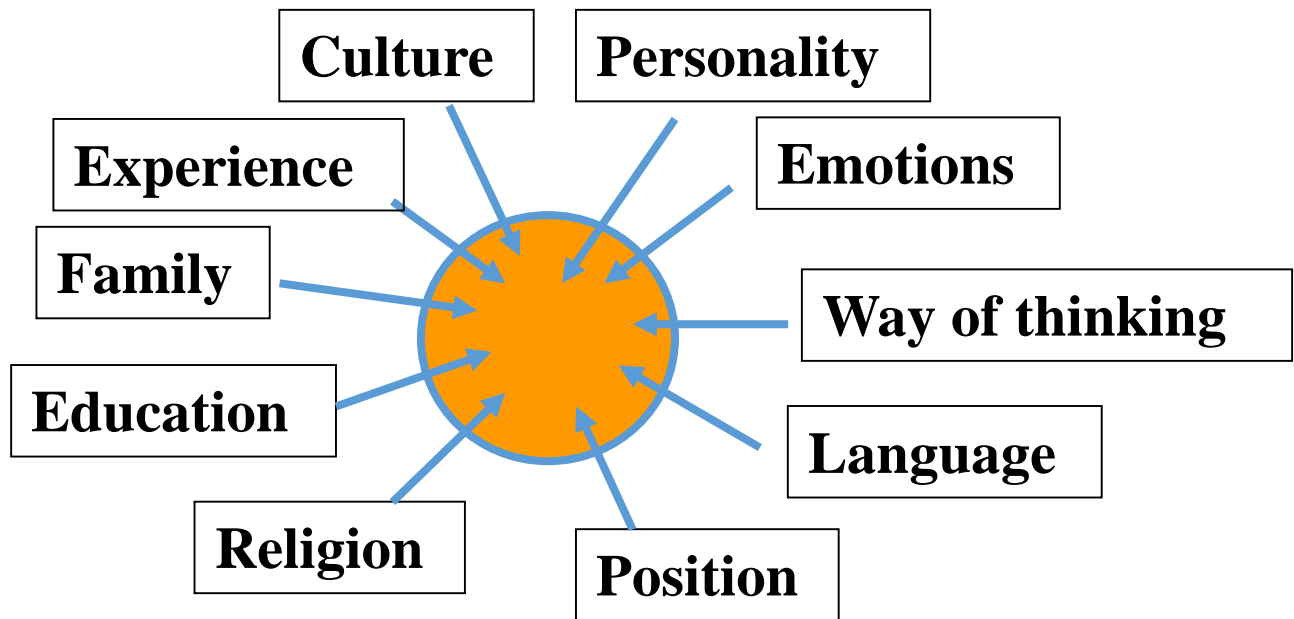 Culture
Personality
Experience
Emotions
Family
Way of thinking
Education
Language
Religion
Position